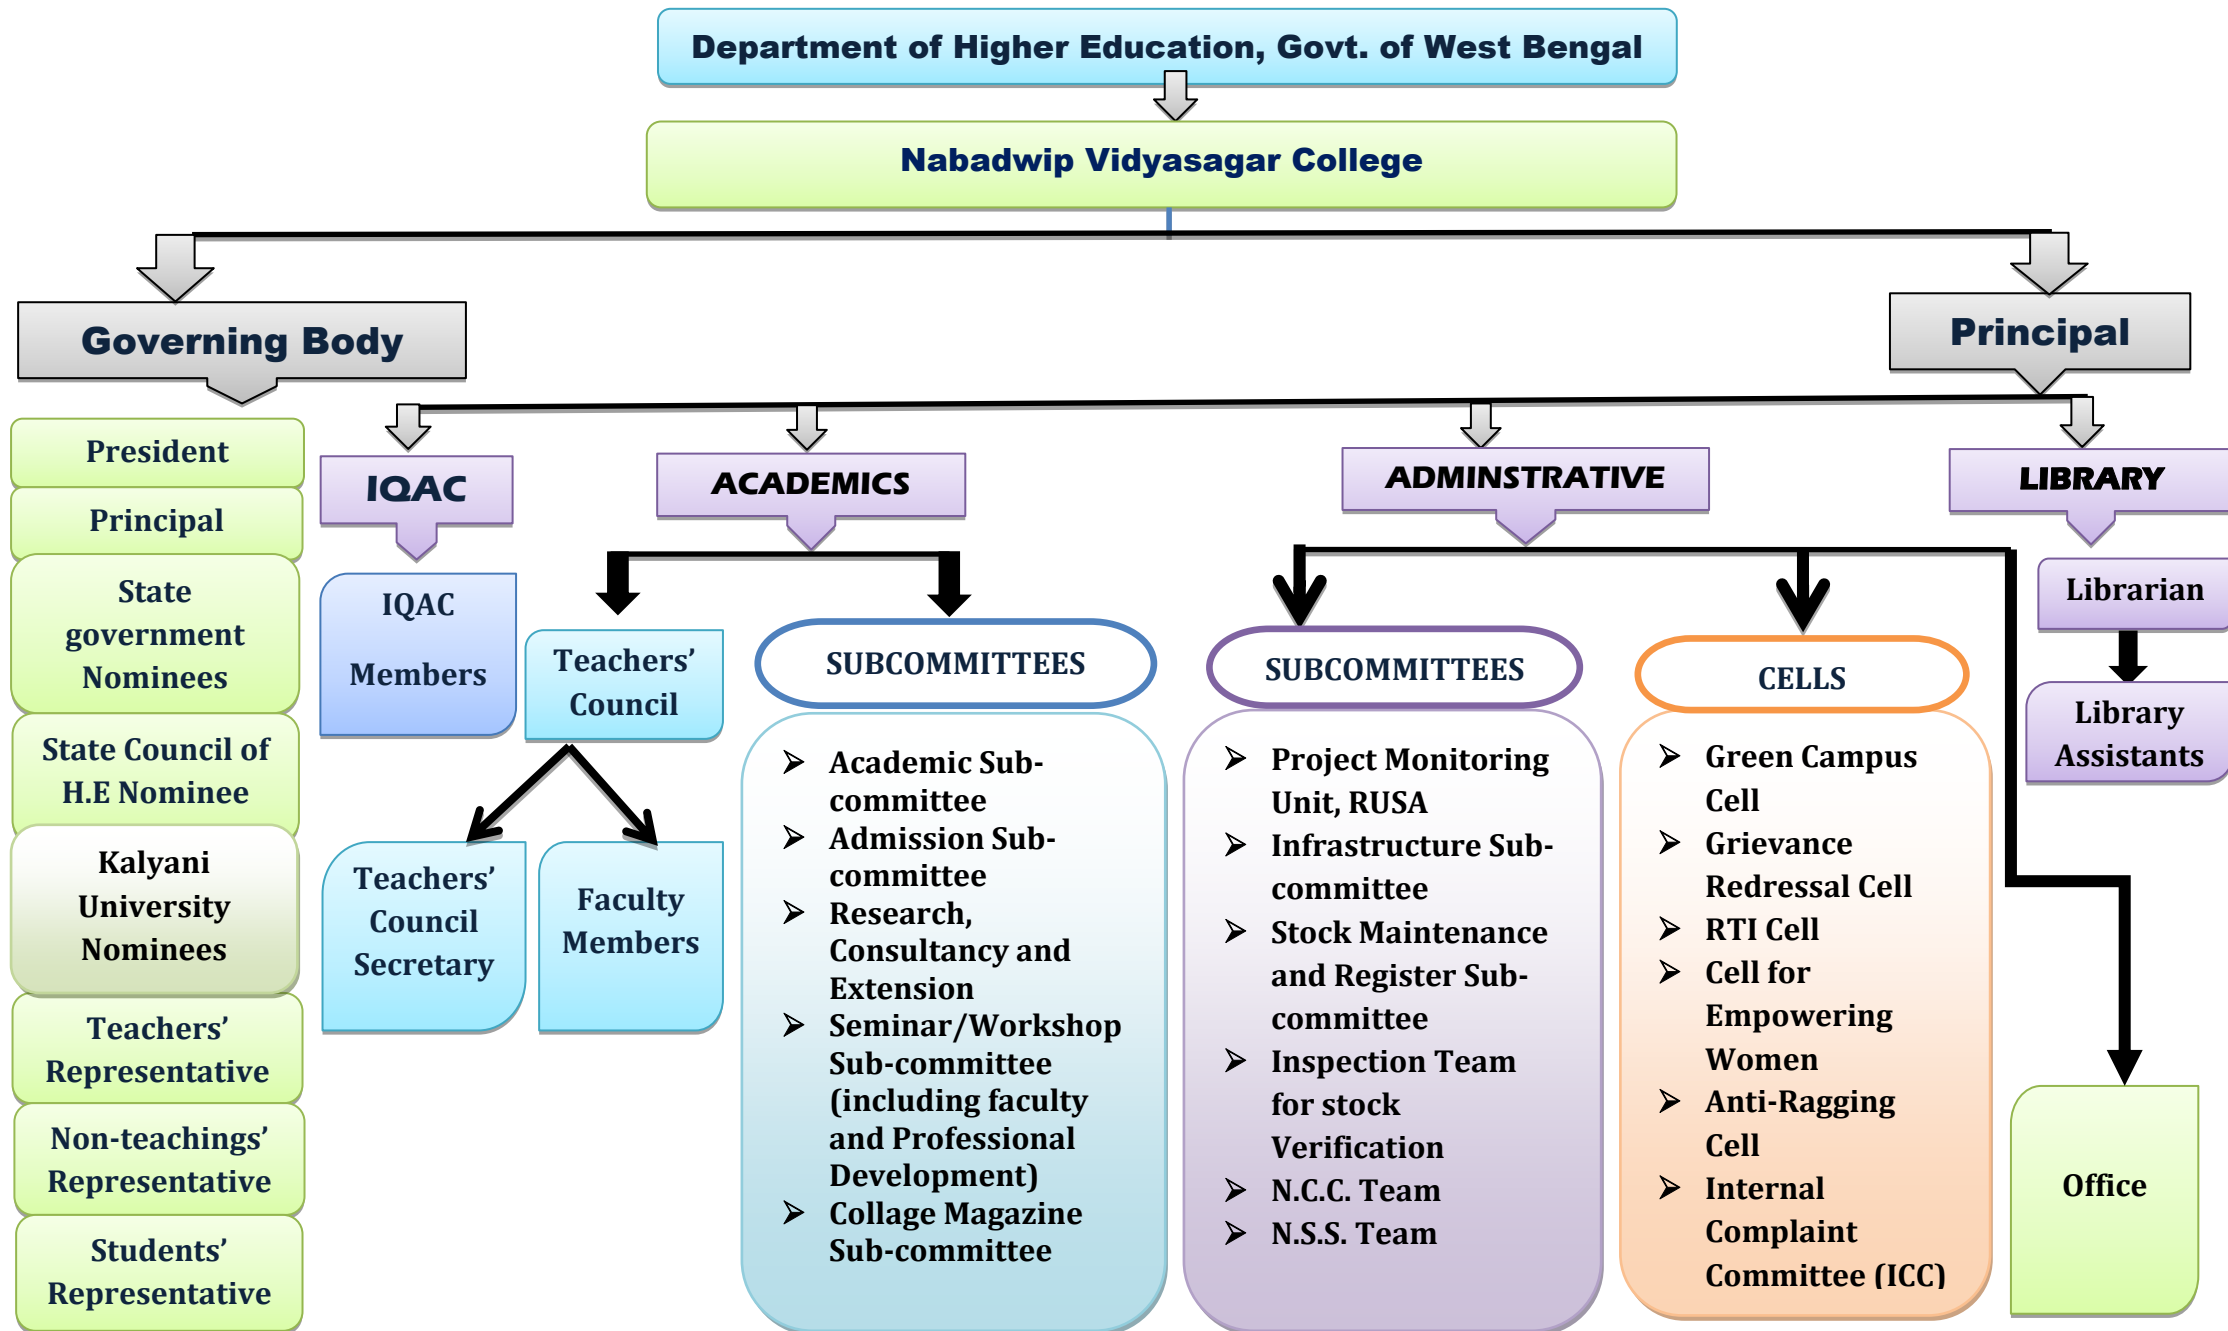 Department of Higher Education, Govt. of West Bengal
Nabadwip Vidyasagar College
Governing Body
Principal
President
Principal
State
government
Nominees
State Council of
H.E Nominee
Kalyani
University
Nominees
Teachers’
Representative
Non-teachings’
Representative
Students’
Representative
IQAC
IQAC
Members
ACADEMICS
Teachers’
Council
Teachers’
Council
Secretary
Faculty
Members
SUBCOMMITTEES
➢ Academic Sub-
committee
➢ Admission Sub-
committee
➢ Research,
Consultancy and
Extension
➢ Seminar/Workshop
Sub-committee
(including faculty
and Professional
Development)
➢ Collage Magazine
Sub-committee
ADMINSTRATIVE
SUBCOMMITTEES
➢ Project Monitoring
Unit, RUSA
➢ Infrastructure Sub-
committee
➢ Stock Maintenance
and Register Sub-
committee
➢ Inspection Team
for stock
Verification
➢ N.C.C. Team
➢ N.S.S. Team
CELLS
➢ Green Campus
Cell
➢ Grievance
Redressal Cell
➢ RTI Cell
➢ Cell for
Empowering
Women
➢ Anti-Ragging
Cell
➢ Internal
Complaint
Committee (ICC)
Office
LIBRARY
Librarian
Library
Assistants